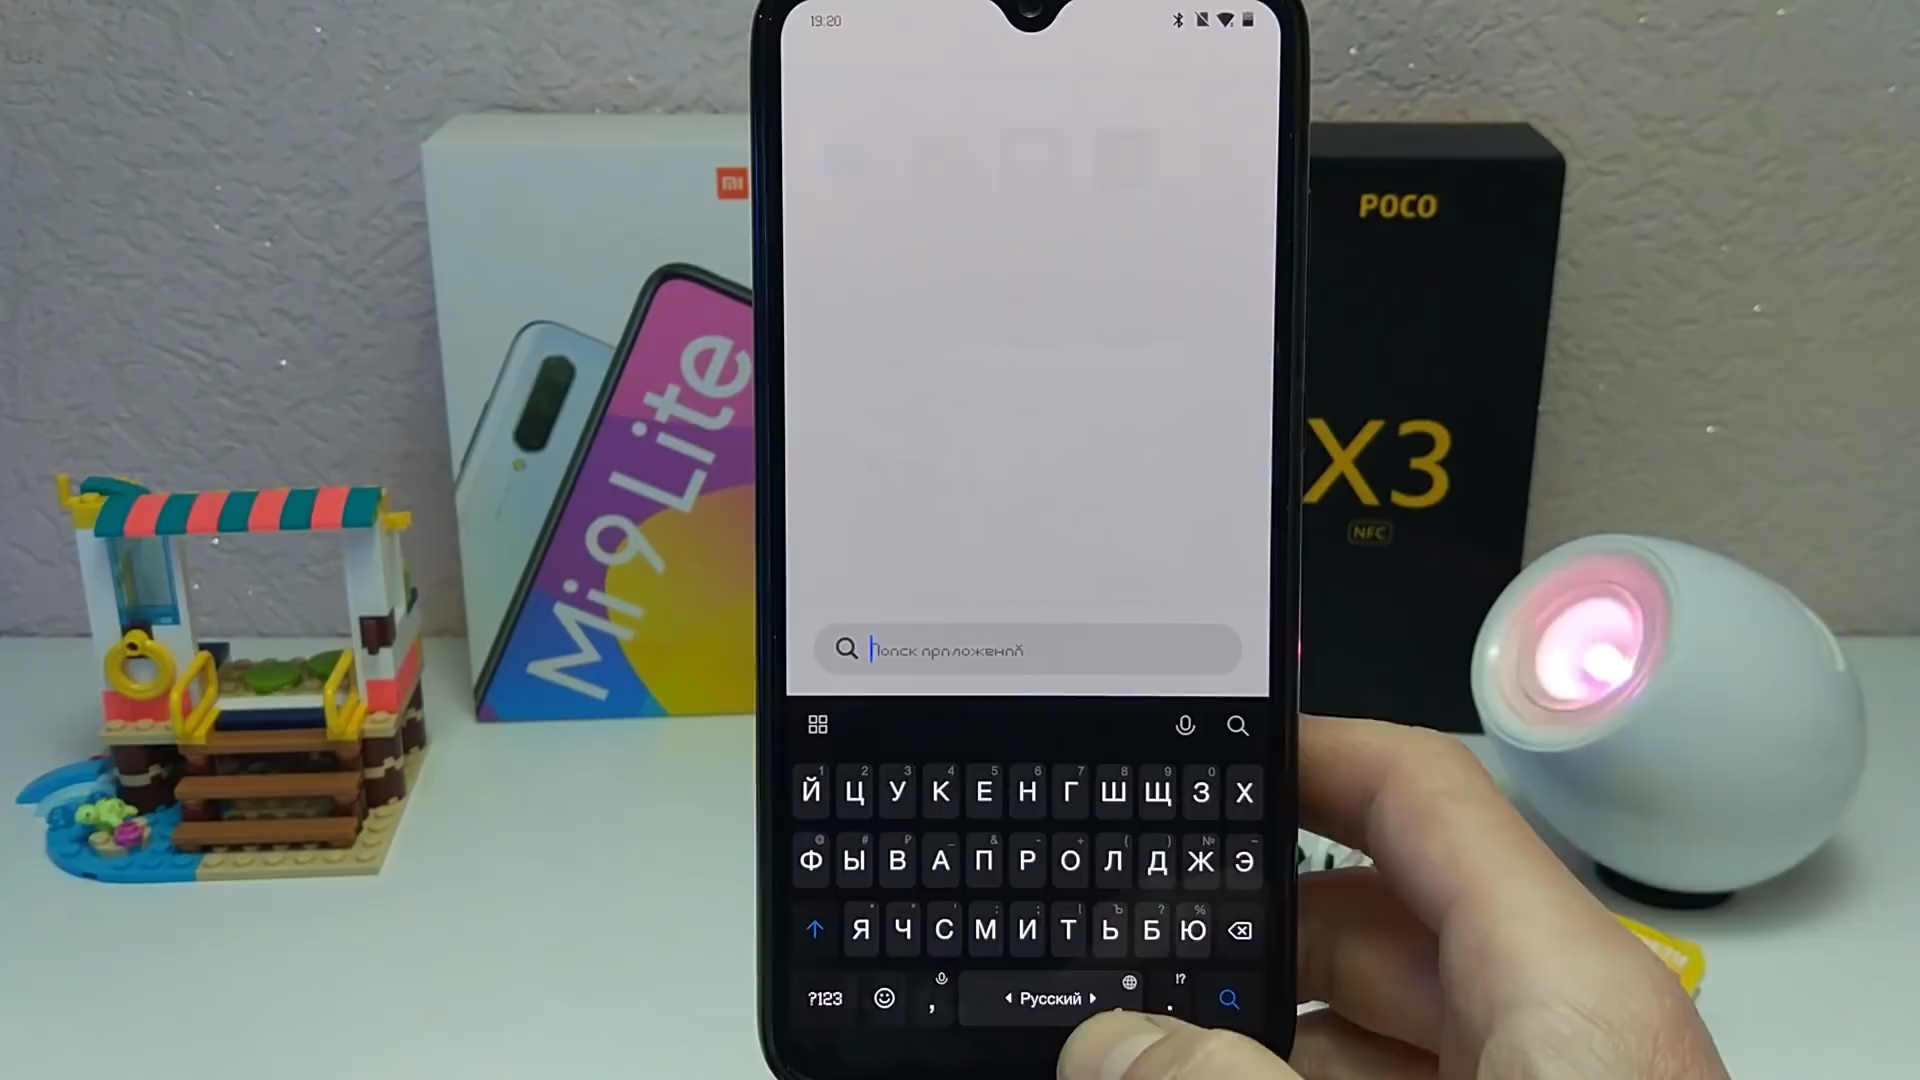 19:20
MI
POCO
X3
NFC
Mi 9 Lite
Поиск приложений
1 2 3 4 5 6 7 8 9 0
Й Ц У К Е Н Г Ш Щ З Х
@ # ₽ _ & - + ( ) № ~
Ф Ы В А П Р О Л Д Ж Э
* " ' : ; ! Ъ ? %
Я Ч С М И Т Ь Б Ю
!?
?123 , Русский .